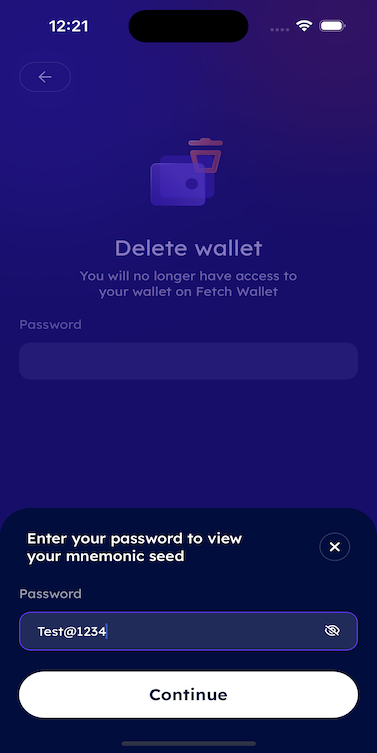 12:21
Delete wallet
You will no longer have access to
your wallet on Fetch Wallet
Password
Enter your password to view
your mnemonic seed
Password
Test@1234
Continue